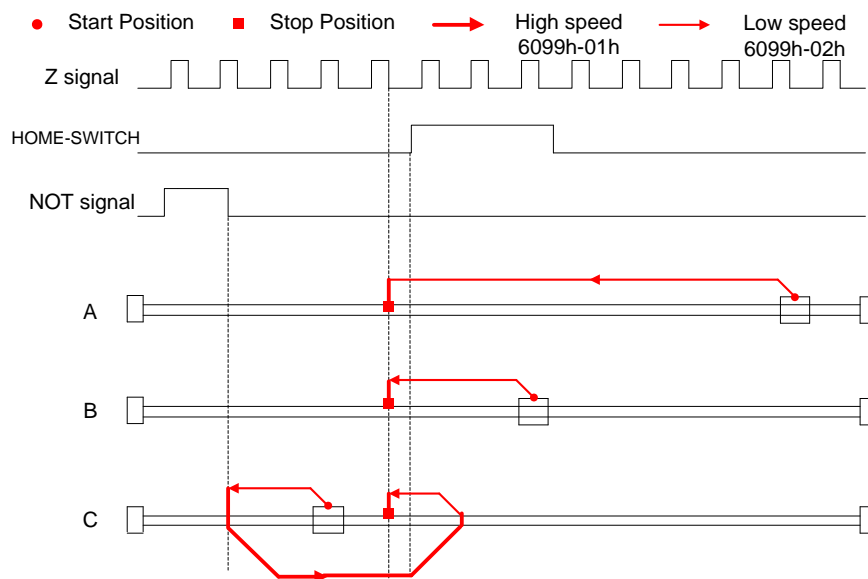 Start Position
Stop Position
High speed
6099h-01h
Low speed
6099h-02h
Z signal
HOME-SWITCH
NOT signal
A
B
C